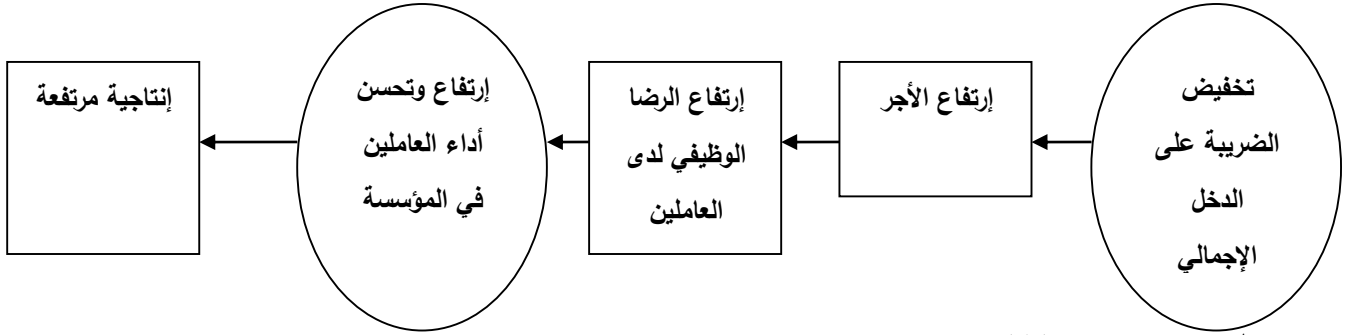 تخفيض
الضريبة على
الدخل
الإجمالي
إرتفاع الأجر
إرتفاع الرضا
الوظيفي لدى
العاملين
إرتفاع وتحسن
أداء العاملين
في المؤسسة
إنتاجية مرتفعة